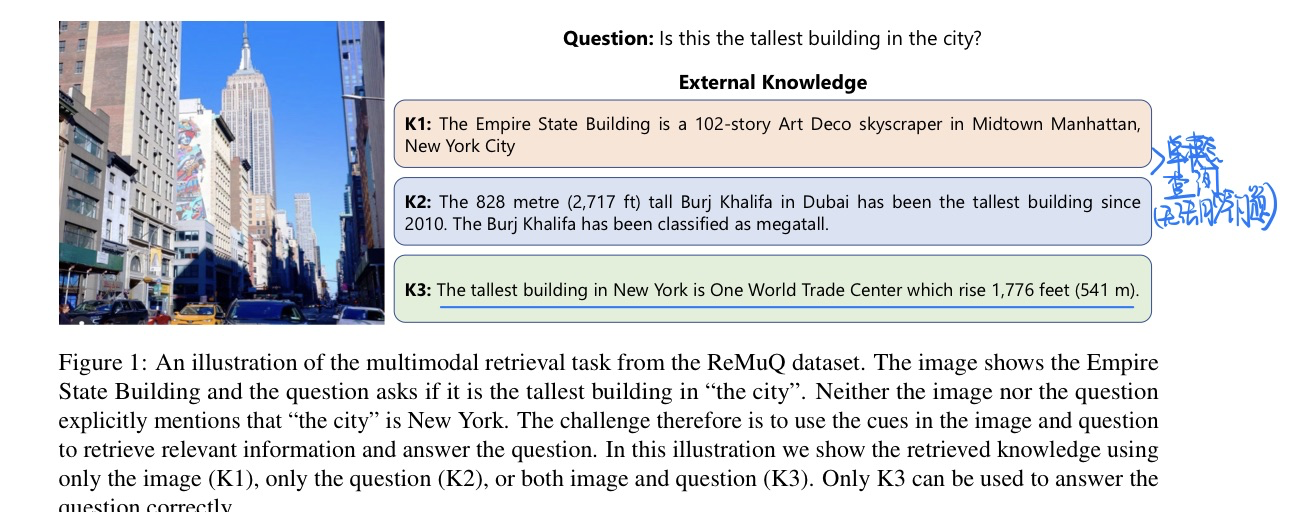 Question: Is this the tallest building in the city?
External Knowledge
K1: The Empire State Building is a 102-story Art Deco skyscraper in Midtown Manhattan,
New York City
K2: The 828 metre (2,717 ft) tall Burj Khalifa in Dubai has been the tallest building since
2010. The Burj Khalifa has been classified as megatall.
K3: The tallest building in New York is One World Trade Center which rise 1,776 feet (541 m).
单模态
查询
(无法回答问题)
Figure 1: An illustration of the multimodal retrieval task from the ReMuQ dataset. The image shows the Empire
State Building and the question asks if it is the tallest building in “the city”. Neither the image nor the question
explicitly mentions that “the city” is New York. The challenge therefore is to use the cues in the image and question
to retrieve relevant information and answer the question. In this illustration we show the retrieved knowledge using
only the image (K1), only the question (K2), or both image and question (K3). Only K3 can be used to answer the
question correctly.